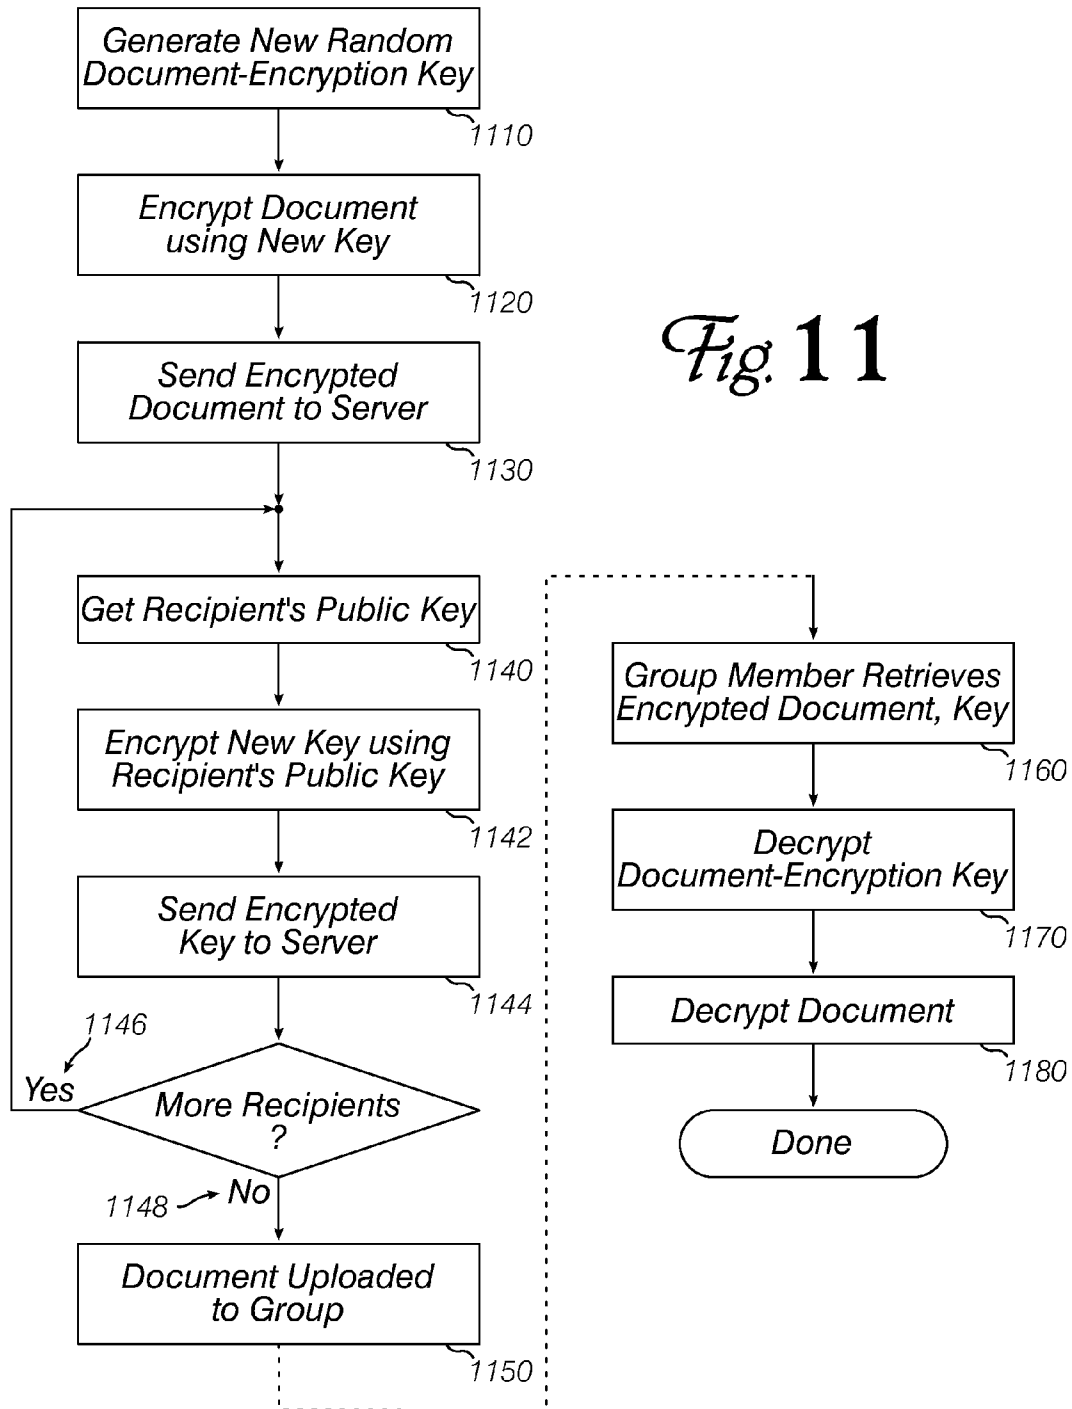 Generate New Random
Document-Encryption Key
1110
Encrypt Document
using New Key
1120
Fig. 11
Send Encrypted
Document to Server
1130
Get Recipient's Public Key
1140
Encrypt New Key using
Recipient's Public Key
1142
Send Encrypted
Key to Server
1144
1146
Yes
More Recipients
?
1148
No
Document Uploaded
to Group
1150
Group Member Retrieves
Encrypted Document, Key
1160
Decrypt
Document-Encryption Key
1170
Decrypt Document
1180
Done